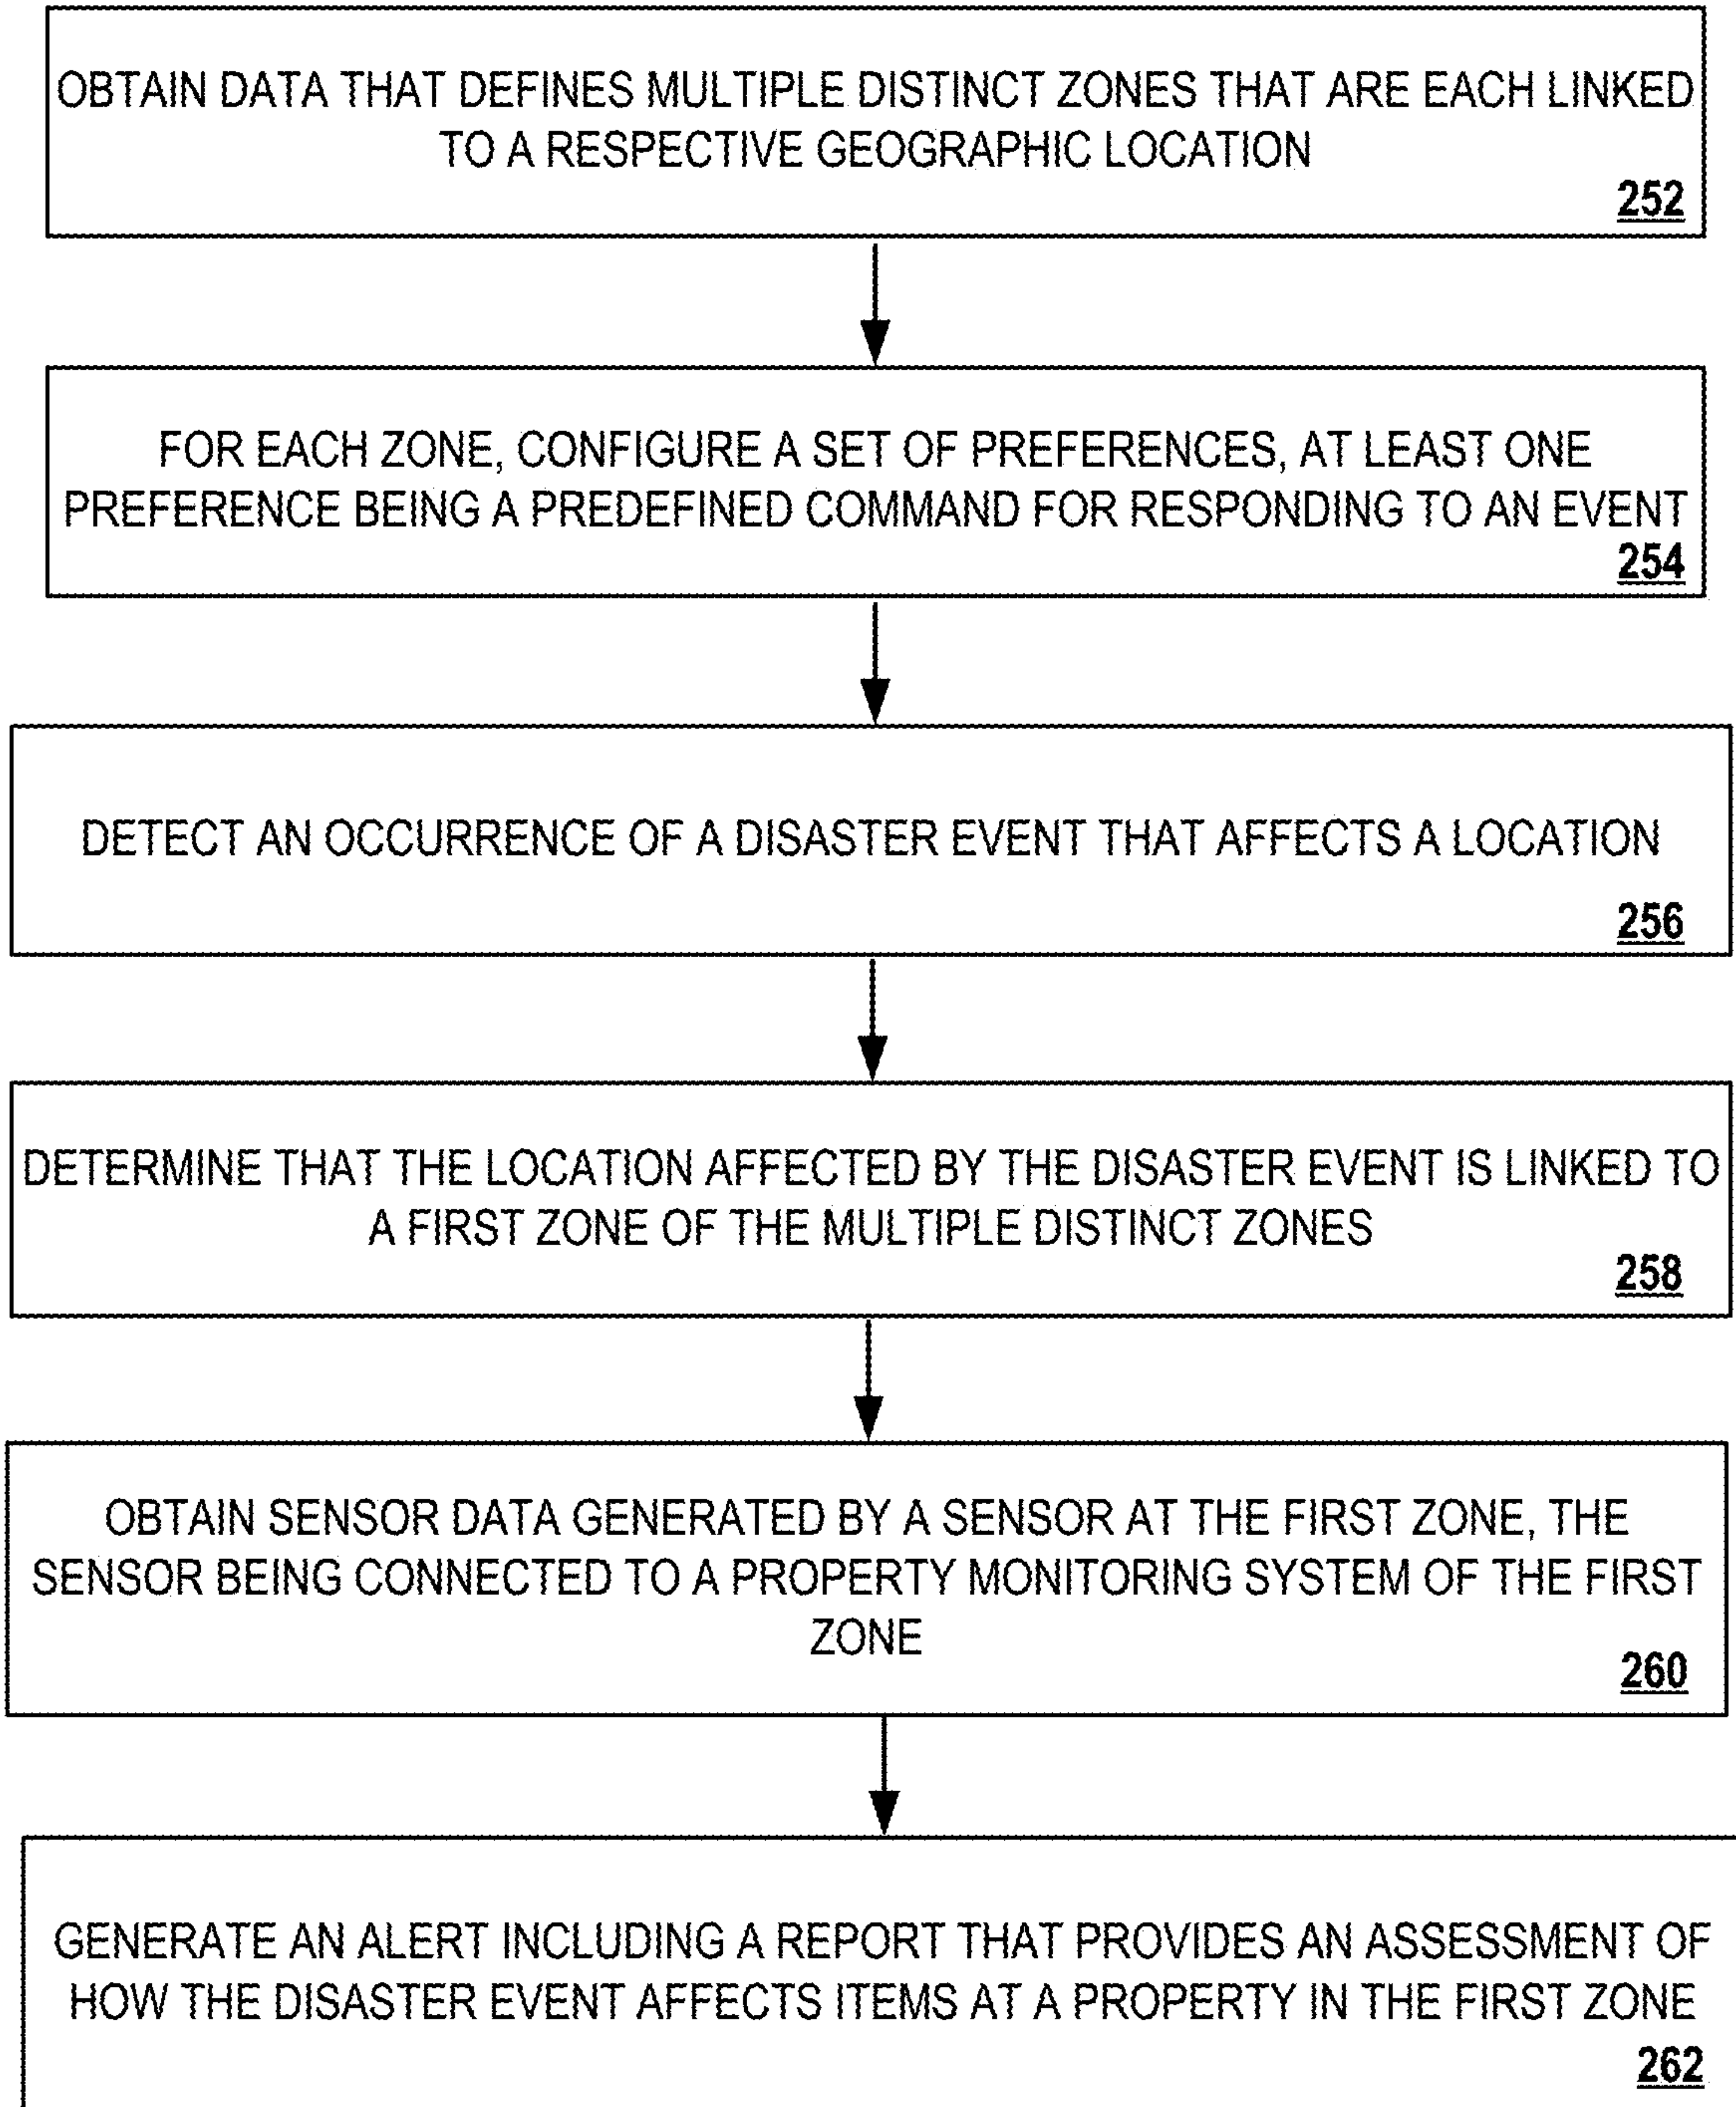 OBTAIN DATA THAT DEFINES MULTIPLE DISTINCT ZONES THAT ARE EACH LINKED
TO A RESPECTIVE GEOGRAPHIC LOCATION
252
FOR EACH ZONE, CONFIGURE A SET OF PREFERENCES, AT LEAST ONE
PREFERENCE BEING A PREDEFINED COMMAND FOR RESPONDING TO AN EVENT
254
DETECT AN OCCURRENCE OF A DISASTER EVENT THAT AFFECTS A LOCATION
256
DETERMINE THAT THE LOCATION AFFECTED BY THE DISASTER EVENT IS LINKED TO
A FIRST ZONE OF THE MULTIPLE DISTINCT ZONES
258
OBTAIN SENSOR DATA GENERATED BY A SENSOR AT THE FIRST ZONE, THE
SENSOR BEING CONNECTED TO A PROPERTY MONITORING SYSTEM OF THE FIRST
ZONE
260
GENERATE AN ALERT INCLUDING A REPORT THAT PROVIDES AN ASSESSMENT OF
HOW THE DISASTER EVENT AFFECTS ITEMS AT A PROPERTY IN THE FIRST ZONE
262